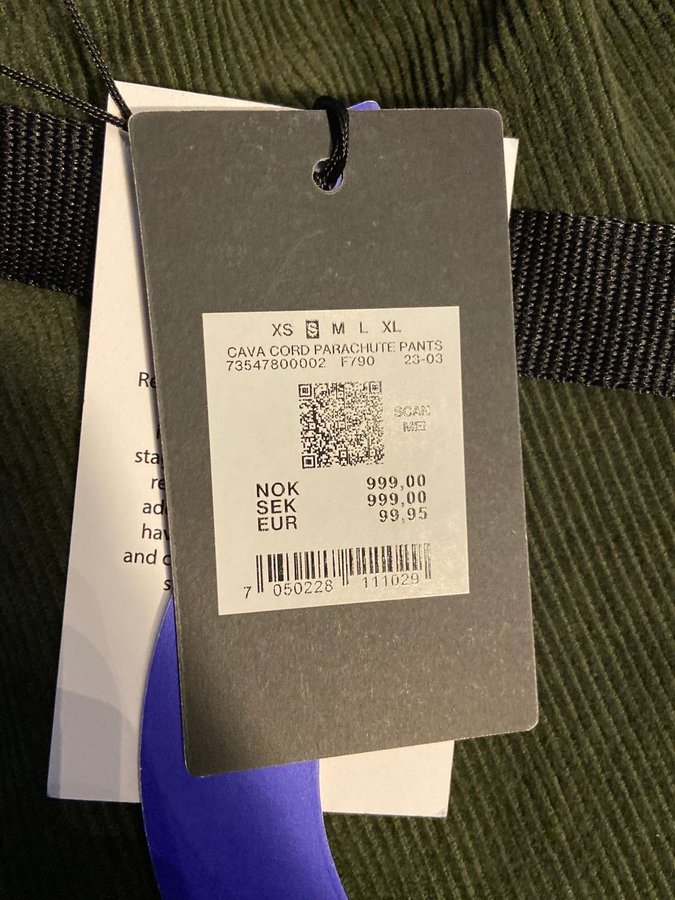 XS S M L XL
CAVA CORD PARACHUTE PANTS
73547800002 F790 23-03
SCAN
ME!
NOK 999,00
SEK 999,00
EUR 99,95
7 050228 111029
and